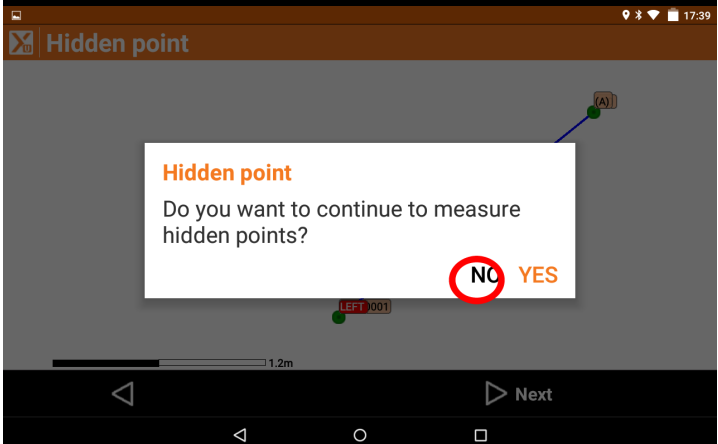 17:39
Hidden point
(A)
Hidden point
Do you want to continue to measure
hidden points?
NO YES
LEFT 0001
1.2m
Next